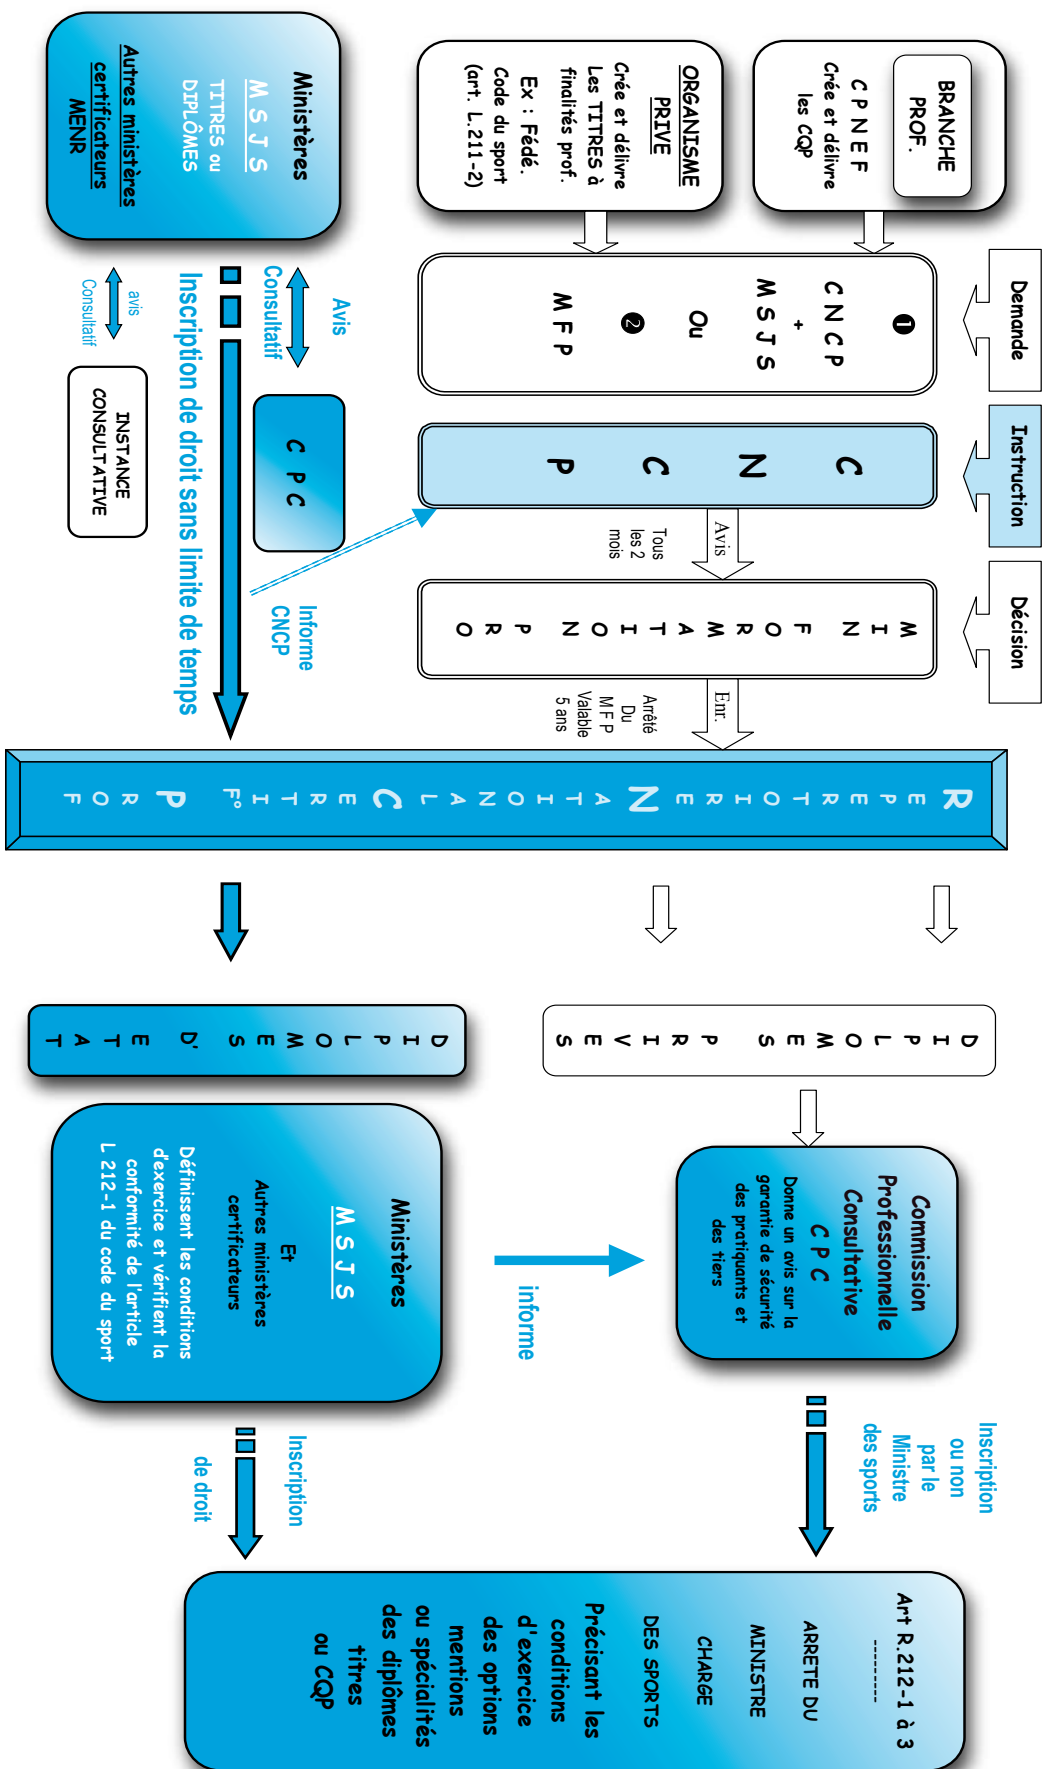 Demande
Instruction
Décision
BRANCHE
PROF.
C P N E F
Crée et délivre
les CQP
ORGANISME
PRIVE
Crée et délivre
Les TITRES à
finalités prof.
Ex : Fédé.
Code du sport
(art. L.211-2)
❶
C N C P
+
M S J S
Ou
❷
M F P
C N C P
Avis
Tous
les 2
mois
M I N F O R M A T I O N P R O
Enr.
Arrêté
Du
M F P
Valable
5 ans
Ministères
M S J S
TITRES ou
DIPLÔMES
Autres ministères
certificateurs
MENR
Avis
Consultatif
C P C
Informe
CNCP
Inscription de droit sans limite de temps
avis
Consultatif
INSTANCE
CONSULTATIVE
R E P E R T O I R E N A T I O N A L C E R T I F° P R O F
D I P L O M E S P R I V E S
D I P L O M E S D' E T A T
Commission
Professionnelle
Consultative
C P C
Donne un avis sur la
garantie de sécurité
des pratiquants et
des tiers
informe
Ministères
M S J S
Et
Autres ministères
certificateurs
Définissent les conditions
d'exercice et vérifient la
conformité de l'article
L 212-1 du code du sport
Inscription
ou non
par le
Ministre
des sports
Inscription
de droit
Art R.212-1 à 3
---------
ARRETE DU
MINISTRE
CHARGE
DES SPORTS
Précisant les
conditions
d'exercice
des options
mentions
ou spécialités
des diplômes
titres
ou CQP